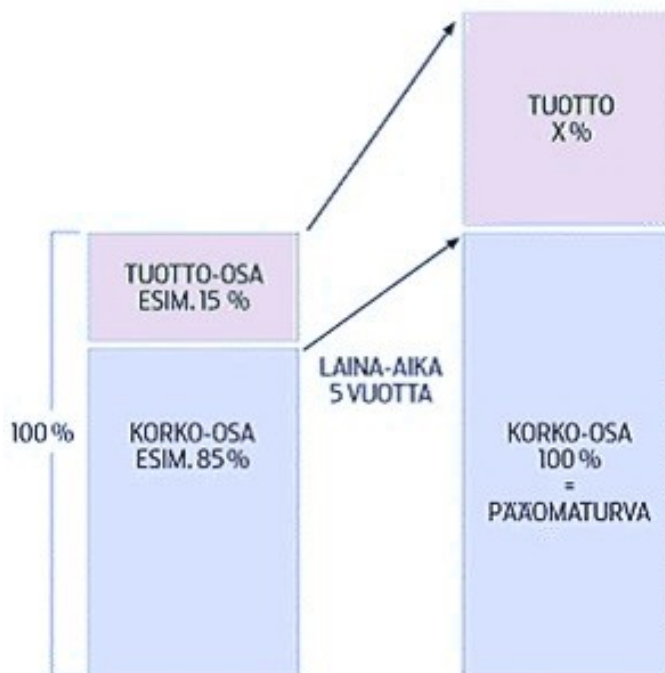 TUOTTO
X %
TUOTTO-OSA
ESIM. 15 %
LAINA-AIKA
5 VUOTTA
100 %
KORKO-OSA
ESIM. 85 %
KORKO-OSA
100 %
=
PÄÄOMATURVA